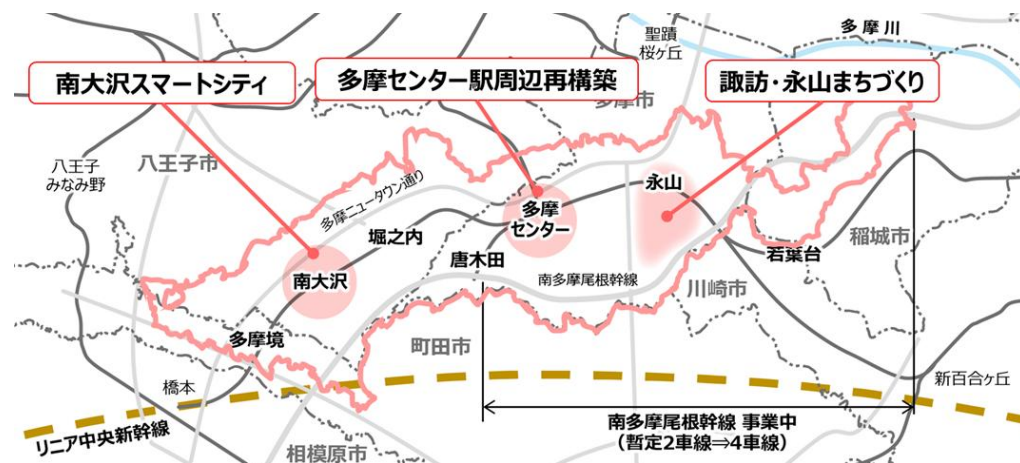 多摩川
聖蹟
桜ケ丘
南大沢スマートシティ
多摩センター駅周辺再構築
諏訪・永山まちづくり
多摩市
八王子
みなみ野
八王子市
多摩ニュータウン通り
永山
多摩
センター
堀之内
唐木田
南大沢
南多摩尾根幹線
若葉台
稲城市
川崎市
多摩境
町田市
橋本
新百合ヶ丘
リニア中央新幹線
相模原市
南多摩尾根幹線 事業中
（暫定2車線⇒4車線）